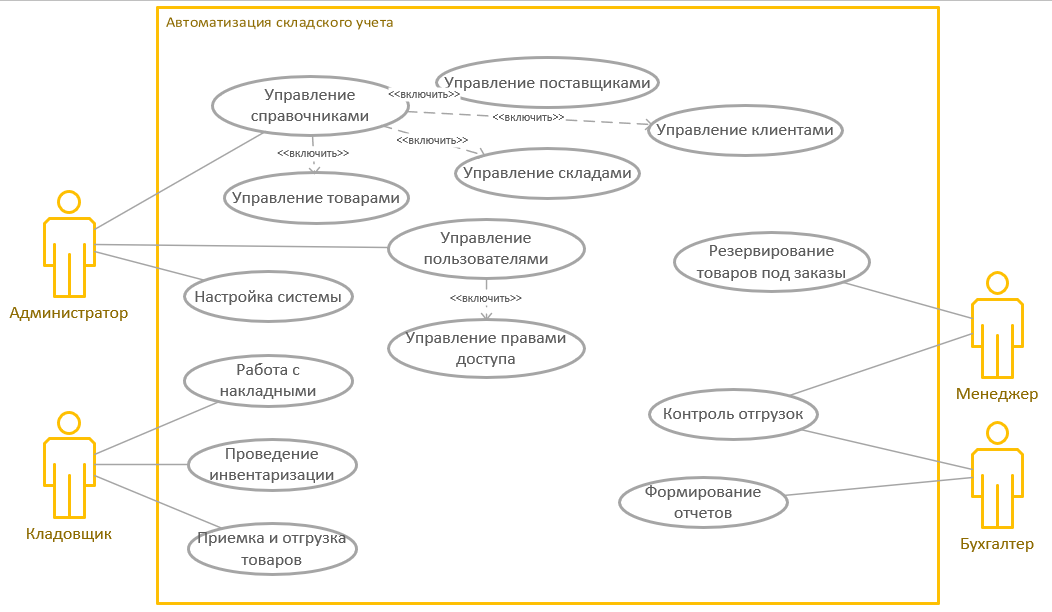 Автоматизация складского учета
Управление поставщиками
<<включить>>
Управление
справочниками
<<включить>>
Управление клиентами
<<включить>>
<<включить>>
Управление складами
Управление товарами
Управление
пользователями
Резервирование
товаров под заказы
Настройка системы
<<включить>>
Администратор
Управление правами
доступа
Работа с
накладными
Менеджер
Контроль отгрузок
Проведение
инвентаризации
Формирование
отчетов
Кладовщик
Приемка и отгрузка
товаров
Бухгалтер